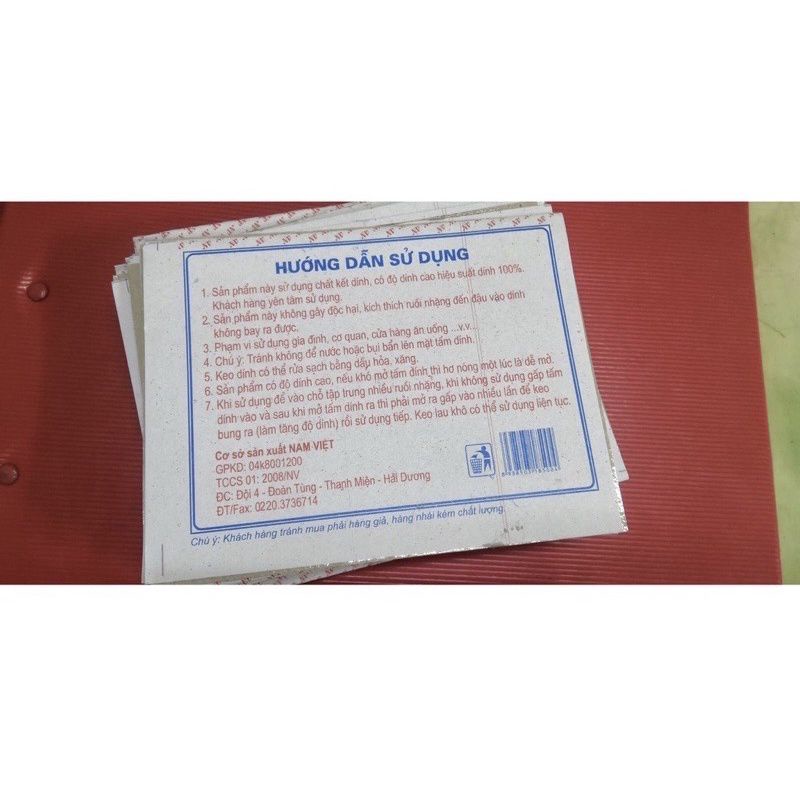 HƯỚNG DẪN SỬ DỤNG
1. Sản phẩm này sử dụng chất kết dính, có độ dính cao hiệu suất dính 100%.
Khách hàng yên tâm sử dụng.
2. Sản phẩm này không gây độc hại, kích thích ruồi nhặng đến đậu vào dính
không bay ra được.
3. Phạm vi sử dụng gia đình, cơ quan, cửa hàng ăn uống ...v.v...
4. Chú ý: Tránh không để nước hoặc bụi bẩn lên mặt tấm dính.
5. Keo dính có thể rửa sạch bằng dầu hỏa, xăng.
6. Sản phẩm có độ dính cao, nếu khó mở tấm dính thì hơ nóng một lúc là dễ mở.
7. Khi sử dụng để vào chỗ tập trung nhiều ruồi nhặng, khi không sử dụng gấp tấm
dính vào và sau khi mở tấm dính ra thì phải mở ra gấp vào nhiều lần để keo
bung ra (làm tăng độ dính) rồi sử dụng tiếp. Keo lau khô có thể sử dụng liên tục.
Cơ sở sản xuất NAM VIỆT
GPKD: 04k8001200
TCCS 01: 2008/NV
ĐC: Đội 4 - Đoàn Tùng - Thanh Miện - Hải Dương
ĐT/Fax: 0220.3736714
Chú ý: Khách hàng tránh mua phải hàng giả, hàng nhái kém chất lượng.